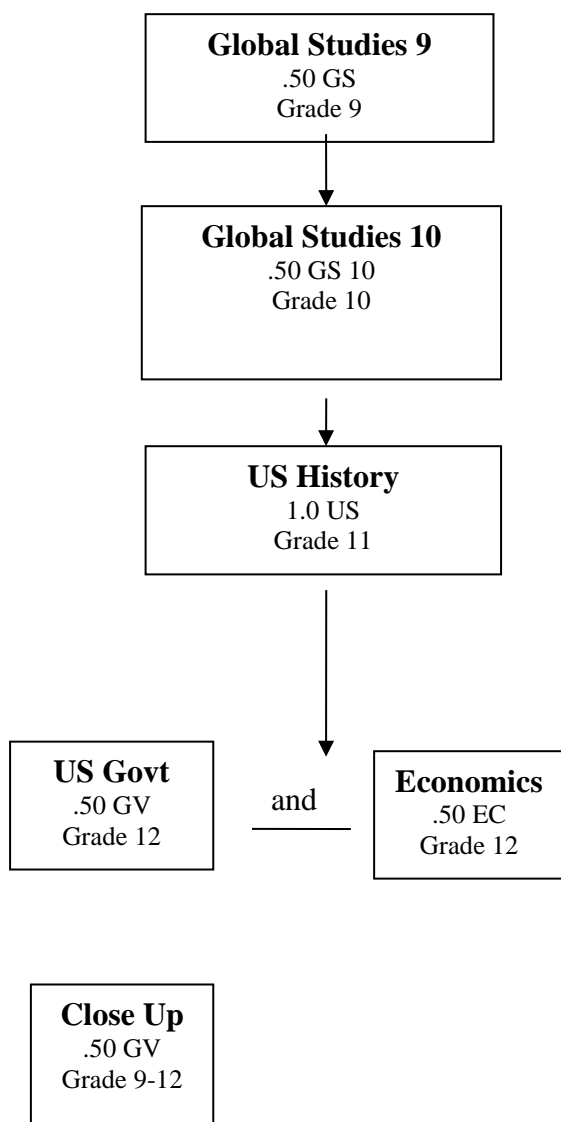 Global Studies 9
.50 GS
Grade 9
Global Studies 10
.50 GS 10
Grade 10
US History
1.0 US
Grade 11
US Govt
.50 GV
Grade 12
and
Economics
.50 EC
Grade 12
Close Up
.50 GV
Grade 9-12